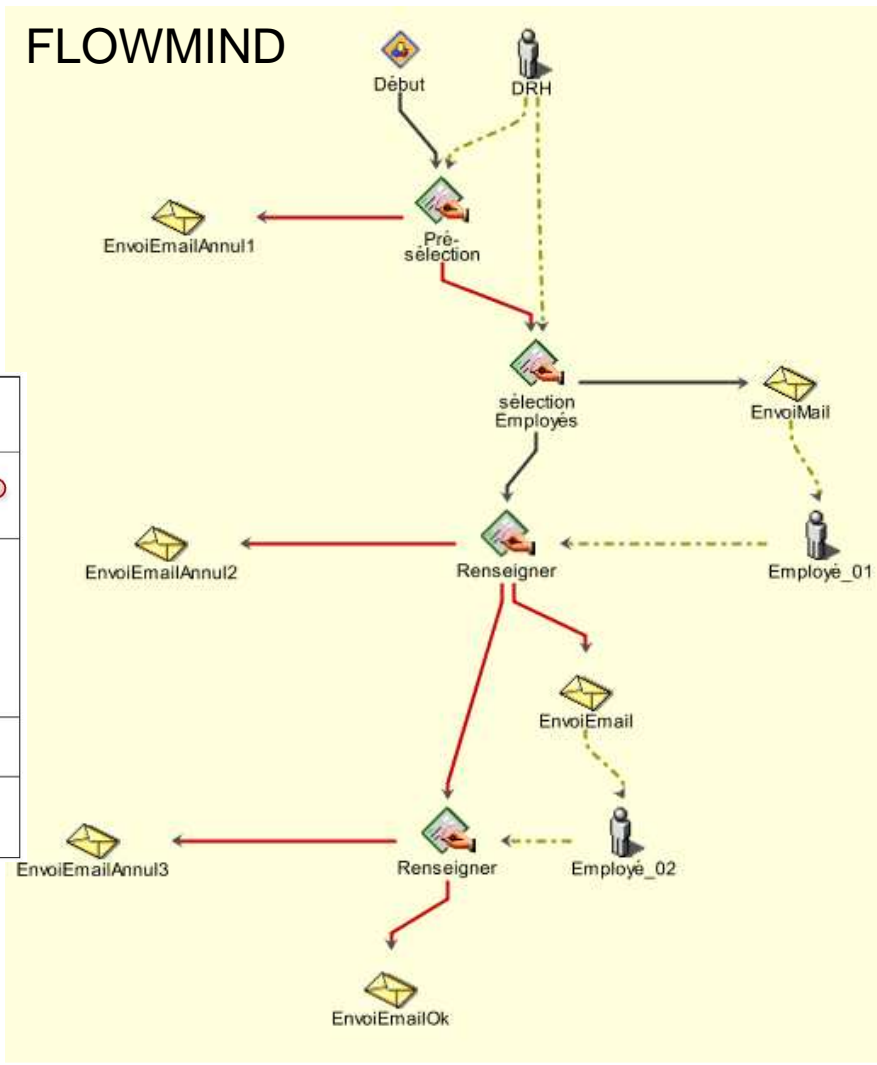 FLOWMIND
Début
DRH
EnvoiEmailAnnul1
Pré-
sélection
sélection
Employés
EnvoiMail
EnvoiEmailAnnul2
Renseigner
Employé_01
EnvoiEmail
EnvoiEmailAnnul3
Renseigner
Employé_02
EnvoiEmailOk